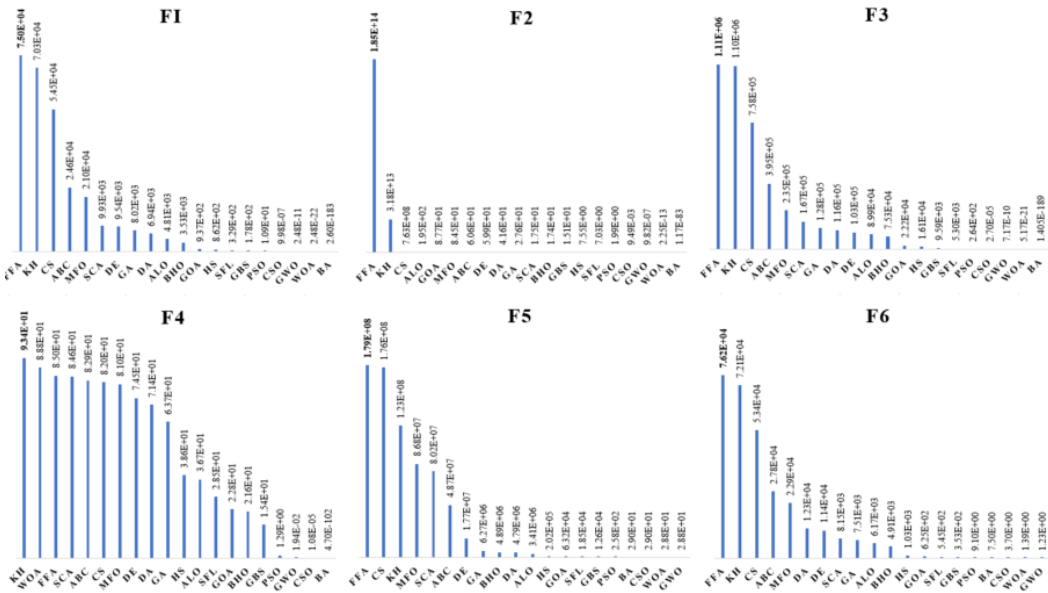 F1
7.50E+04 7.03E+04 5.45E+04 2.46E+04 2.10E+04 9.93E+03 9.54E+03 8.02E+03 6.94E+03 4.81E+03 3.53E+03 9.37E+02 8.62E+02 3.29E+02 1.78E+02 1.09E+01 9.98E-07 2.48E-11 2.48E-22 2.60E-183
FFA KH CS ABC MFO SCA DE GA DA ALO BHO GOA HS SFL GBS PSO CSO GWO WOA BA
F2
1.85E+14 3.18E+13 7.63E+08 1.95E+02 8.77E+01 8.45E+01 6.06E+01 5.99E+01 4.16E+01 2.76E+01 1.75E+01 1.74E+01 1.51E+01 7.55E+00 7.03E+00 1.99E+00 9.49E-03 9.82E-07 2.25E-13 1.17E-83
FFA KH CS ALO GOA MFO ABC DE DA GA SCA BHO GBS HS SFL PSO CSO GWO WOA BA
F3
1.11E+06 1.10E+06 7.58E+05 3.95E+05 2.35E+05 1.67E+05 1.28E+05 1.16E+05 1.03E+05 8.99E+04 7.53E+04 2.22E+04 1.61E+04 9.59E+03 5.30E+03 2.64E+02 2.70E-05 7.17E-10 5.17E-21 1.405E-189
FFA KH CS ABC MFO SCA GA DA DE ALO BHO GOA HS GBS SFL PSO CSO GWO WOA BA
F4
9.34E+01 8.88E+01 8.50E+01 8.46E+01 8.29E+01 8.20E+01 8.10E+01 7.45E+01 7.14E+01 6.37E+01 3.86E+01 3.67E+01 2.85E+01 2.28E+01 2.16E+01 1.54E+01 1.29E+00 1.94E-02 1.08E-05 4.70E-102
KH WOA FFA SCA ABC CS MFO DE DA GA HS ALO SFL GOA BHO GBS PSO GWO CSO BA
F5
1.79E+08 1.76E+08 1.23E+08 8.68E+07 8.02E+07 4.87E+07 1.77E+07 6.27E+06 4.89E+06 4.79E+06 3.41E+06 2.02E+05 6.32E+04 1.85E+04 1.26E+04 2.58E+02 2.90E+01 2.90E+01 2.88E+01 2.88E+01
FFA CS KH MFO SCA ABC DE GA BHO DA ALO HS GOA SFL GBS PSO BA CSO WOA GWO
F6
7.62E+04 7.21E+04 5.34E+04 2.78E+04 2.29E+04 1.23E+04 1.14E+04 8.15E+03 7.51E+03 6.17E+03 4.91E+03 1.03E+03 6.25E+02 5.45E+02 3.53E+02 9.10E+00 7.50E+00 3.70E+00 1.39E+00 1.23E+00
FFA KH CS ABC MFO DA DE SCA GA ALO BHO HS GOA SFL GBS PSO BA CSO WOA GWO